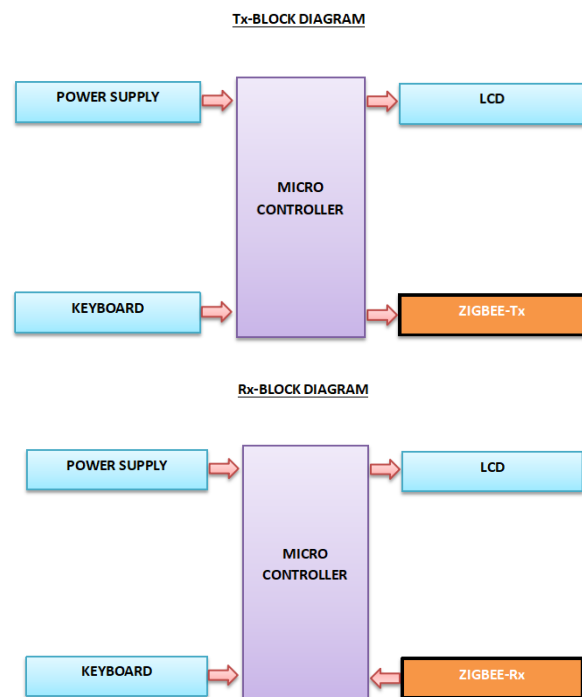 Tx-BLOCK DIAGRAM
POWER SUPPLY
LCD
MICRO
CONTROLLER
KEYBOARD
ZIGBEE-Tx
Rx-BLOCK DIAGRAM
POWER SUPPLY
LCD
MICRO
CONTROLLER
KEYBOARD
ZIGBEE-Rx